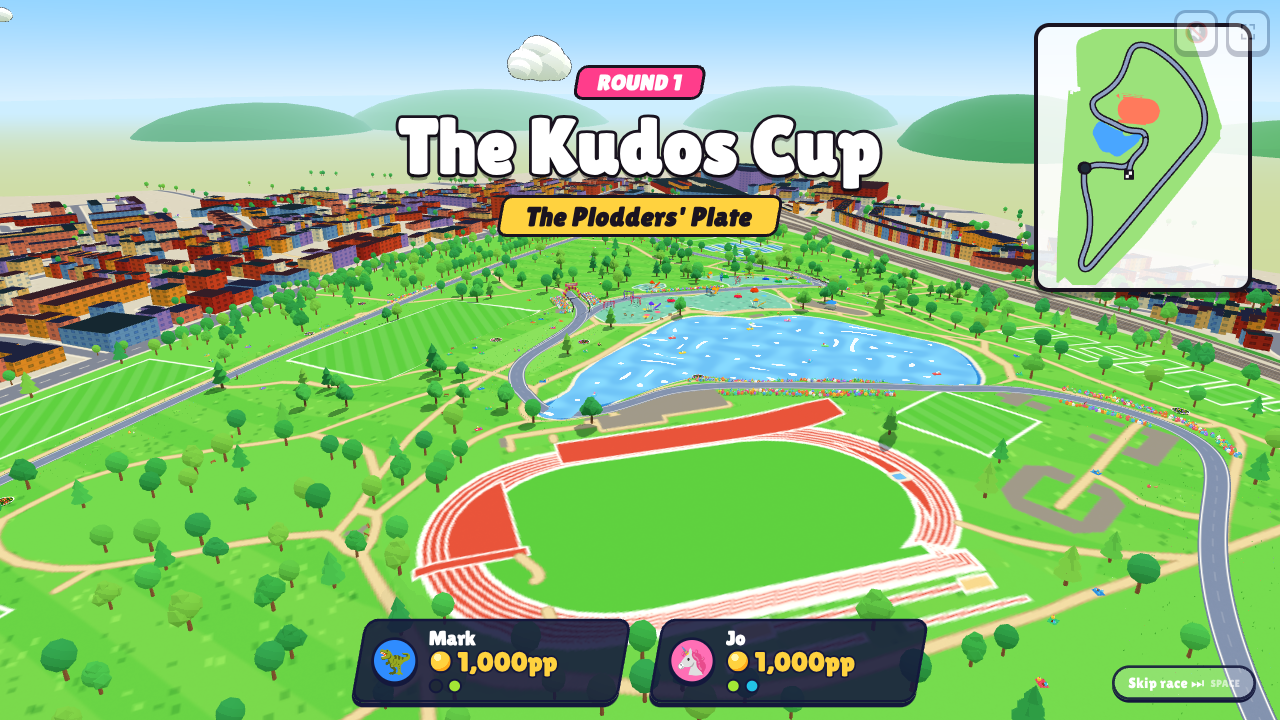 ROUND 1
The Kudos Cup
The Plodders' Plate
Mark
1,000pp
Jo
1,000pp
Skip race SPACE